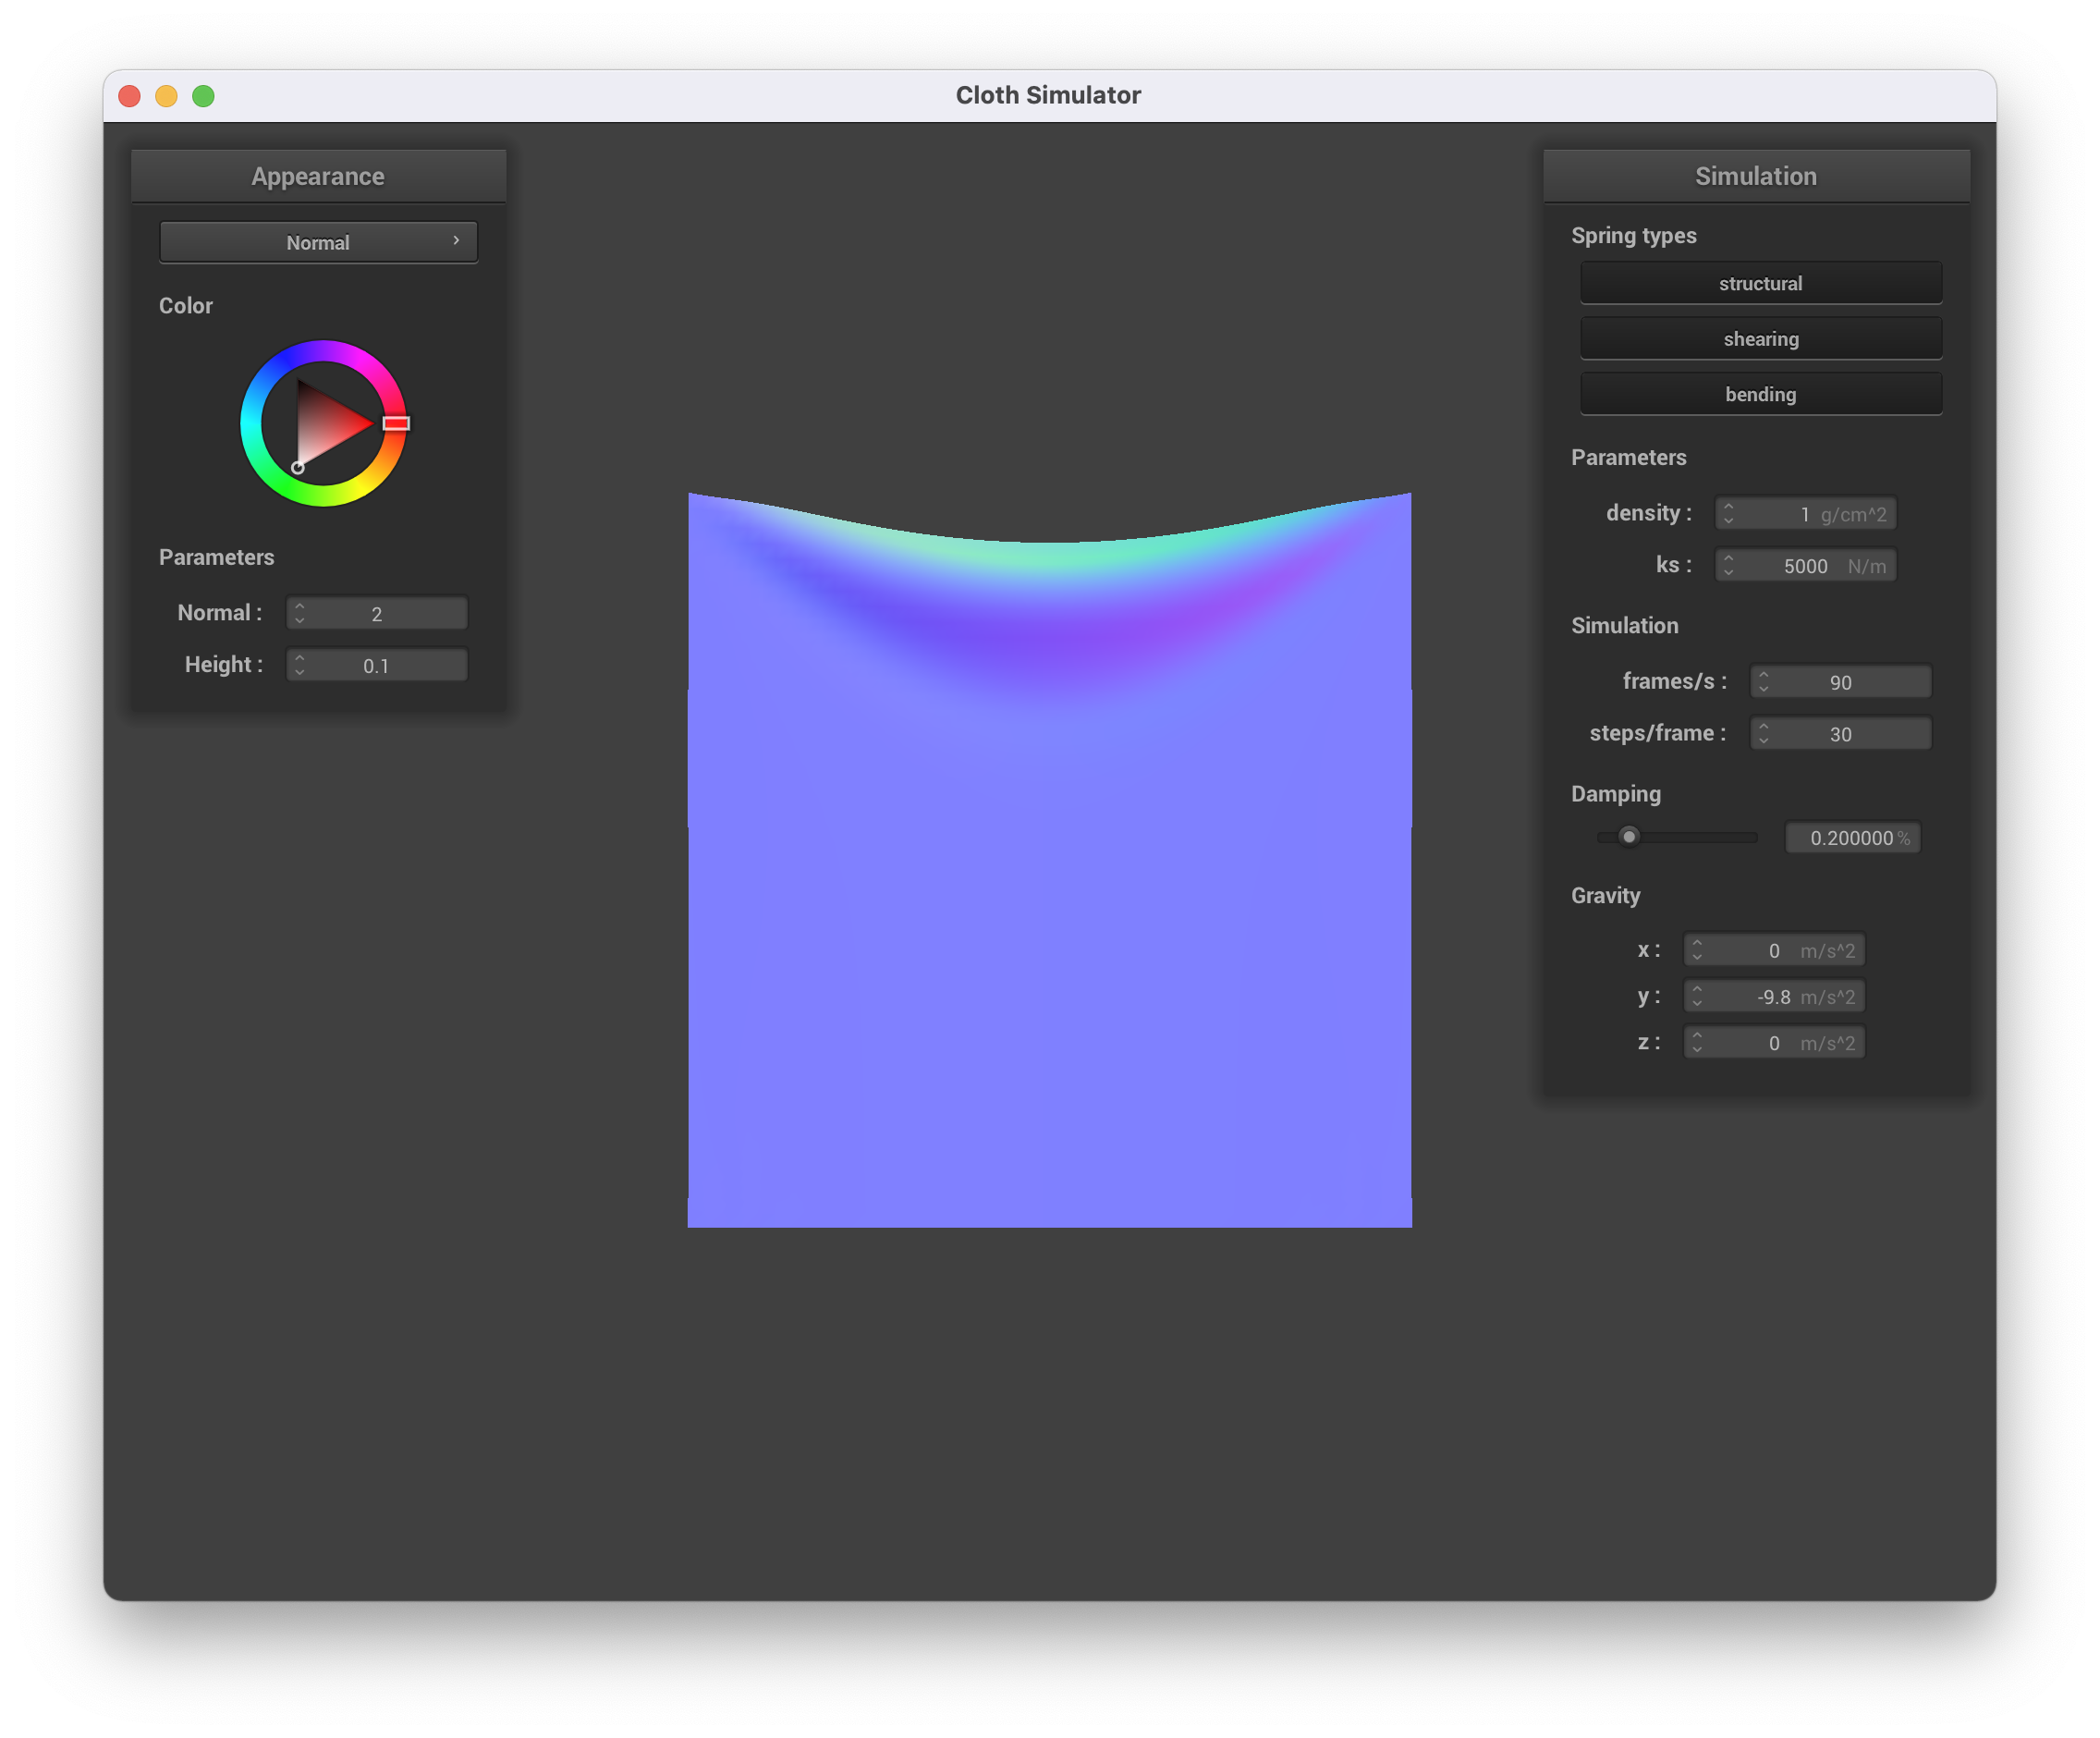 Cloth Simulator
Appearance
Normal
Color
Parameters
Normal : 2
Height : 0.1
Simulation
Spring types
structural
shearing
bending
Parameters
density : 1 g/cm^2
ks : 5000 N/m
Simulation
frames/s : 90
steps/frame : 30
Damping
0.200000 %
Gravity
x : 0 m/s^2
y : -9.8 m/s^2
z : 0 m/s^2